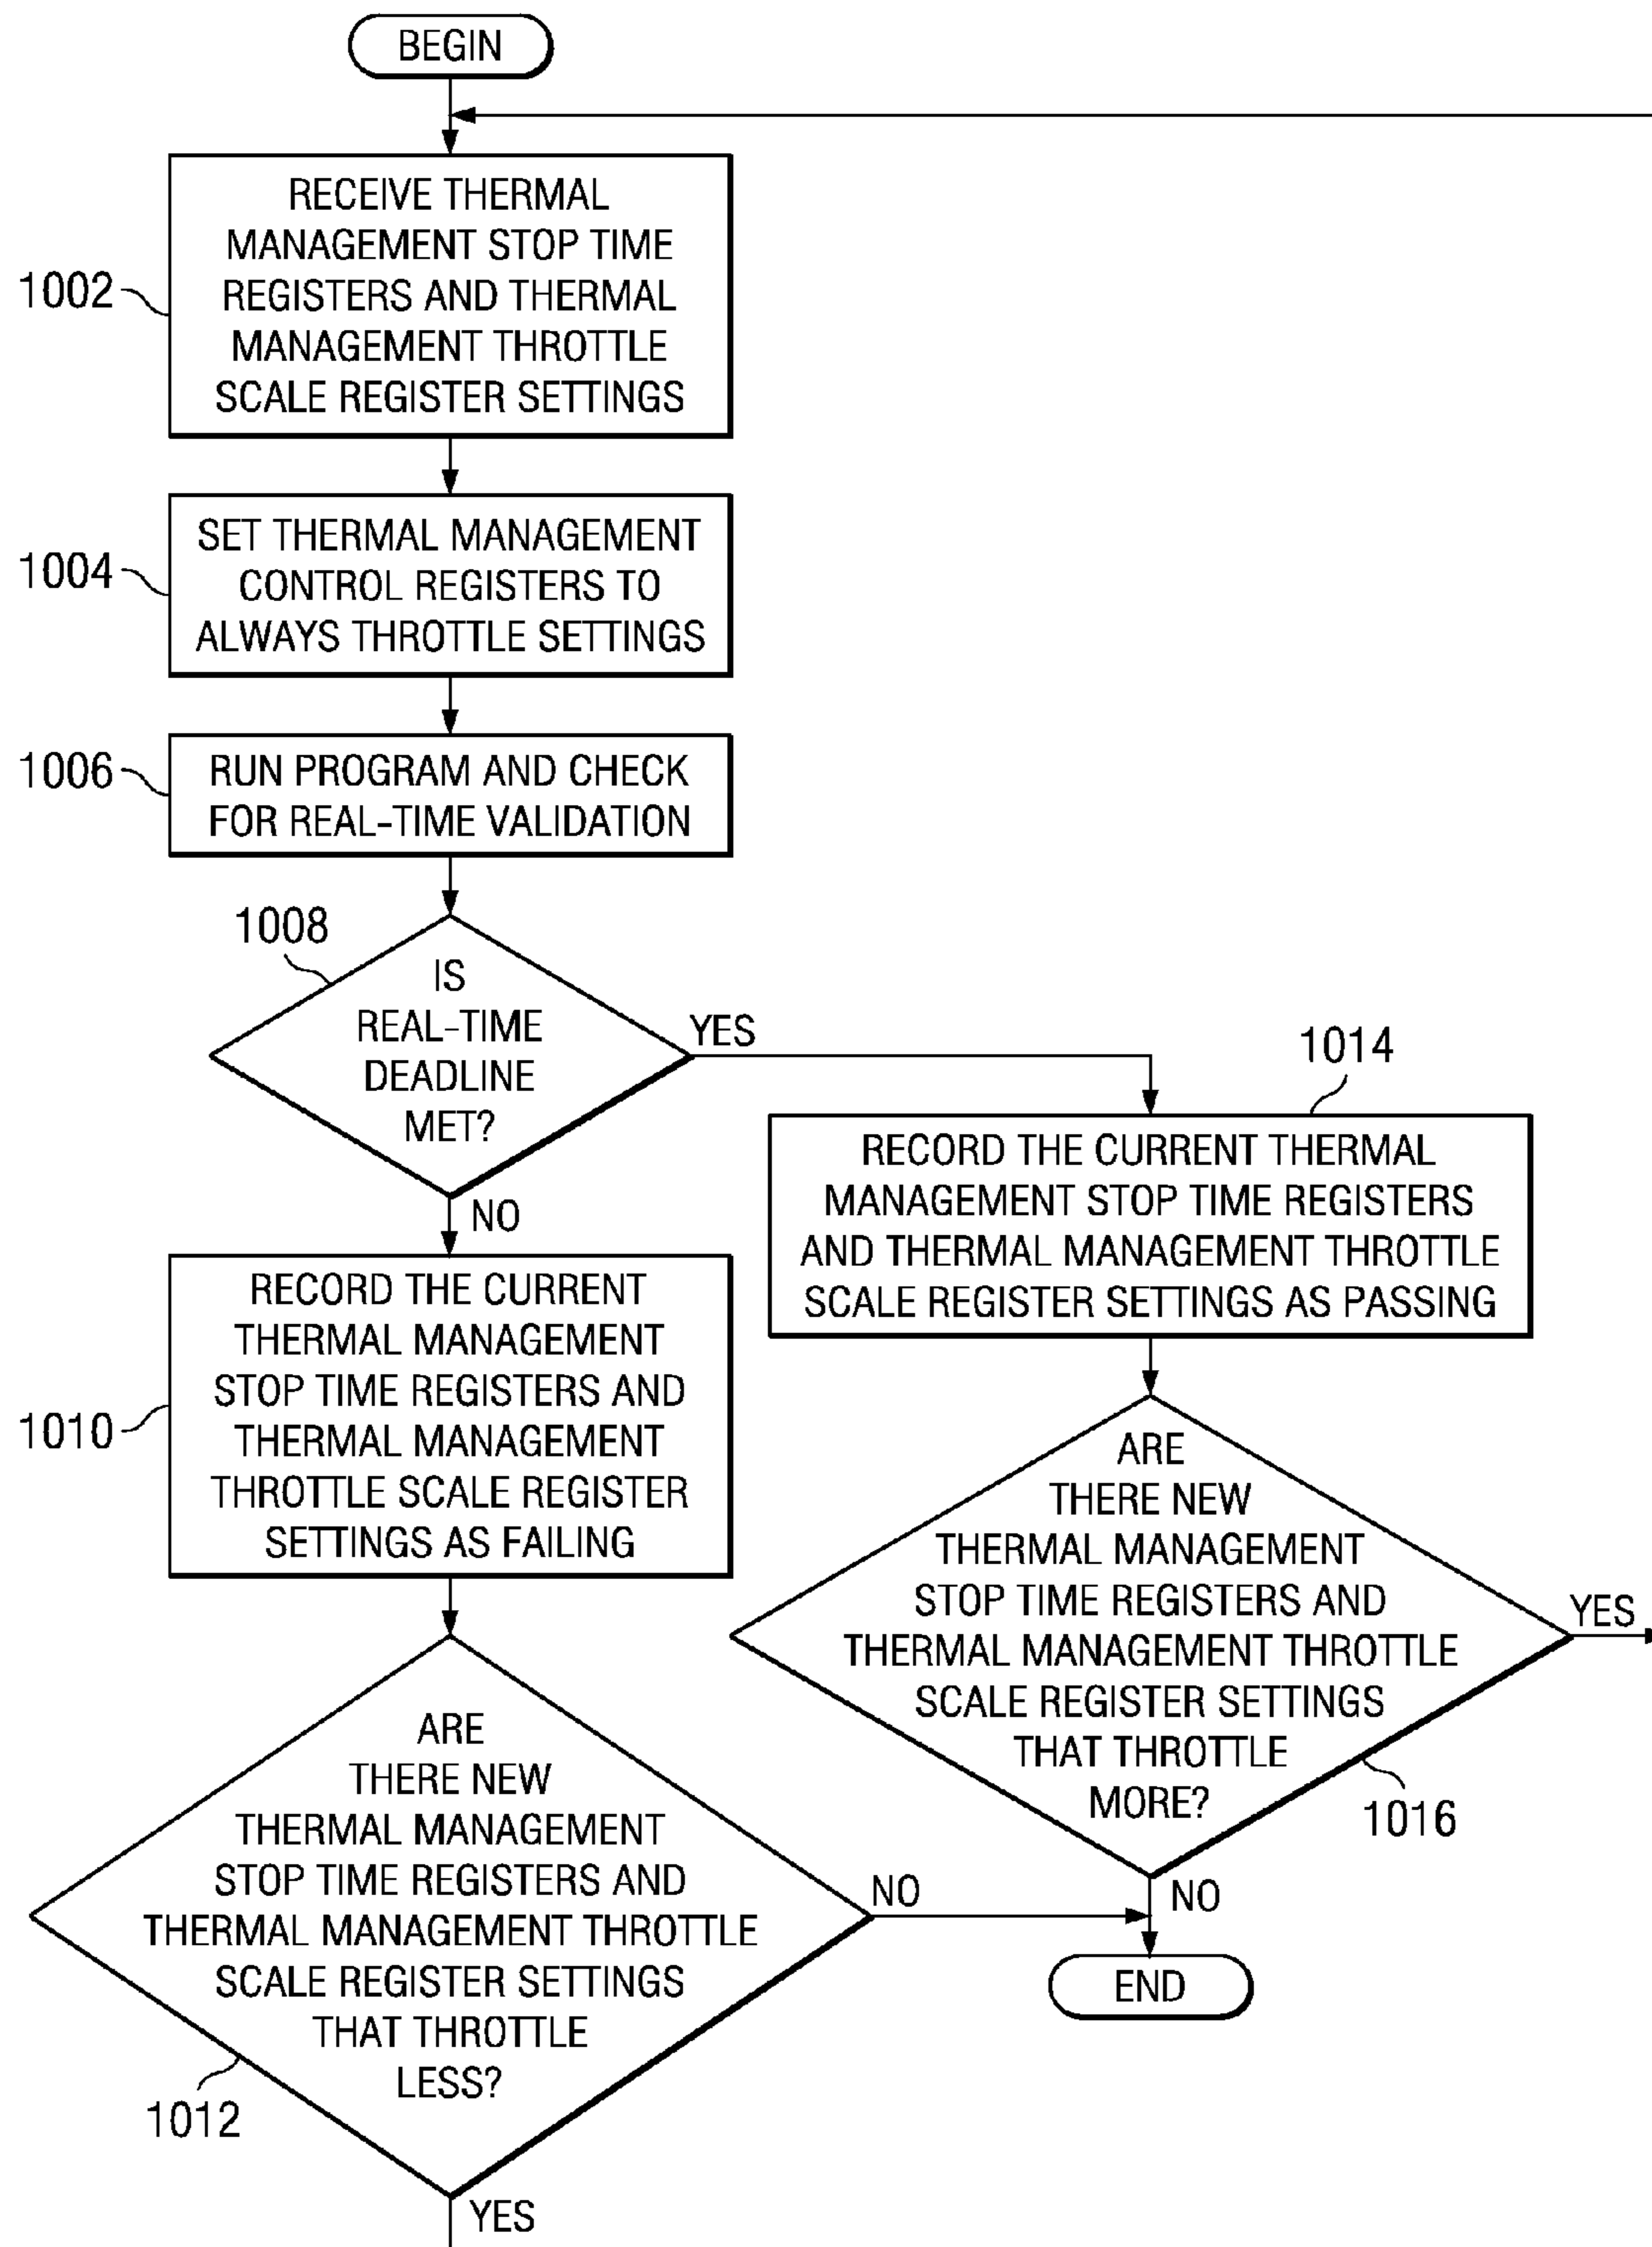 BEGIN
1002
RECEIVE THERMAL
MANAGEMENT STOP TIME
REGISTERS AND THERMAL
MANAGEMENT THROTTLE
SCALE REGISTER SETTINGS
1004
SET THERMAL MANAGEMENT
CONTROL REGISTERS TO
ALWAYS THROTTLE SETTINGS
1006
RUN PROGRAM AND CHECK
FOR REAL-TIME VALIDATION
1008
IS
REAL-TIME
DEADLINE
MET?
YES
NO
1010
RECORD THE CURRENT
THERMAL MANAGEMENT
STOP TIME REGISTERS AND
THERMAL MANAGEMENT
THROTTLE SCALE REGISTER
SETTINGS AS FAILING
ARE
THERE NEW
THERMAL MANAGEMENT
STOP TIME REGISTERS AND
THERMAL MANAGEMENT THROTTLE
SCALE REGISTER SETTINGS
THAT THROTTLE
LESS?
1012
NO
YES
1014
RECORD THE CURRENT THERMAL
MANAGEMENT STOP TIME REGISTERS
AND THERMAL MANAGEMENT THROTTLE
SCALE REGISTER SETTINGS AS PASSING
ARE
THERE NEW
THERMAL MANAGEMENT
STOP TIME REGISTERS AND
THERMAL MANAGEMENT THROTTLE
SCALE REGISTER SETTINGS
THAT THROTTLE
MORE?
1016
YES
NO
END